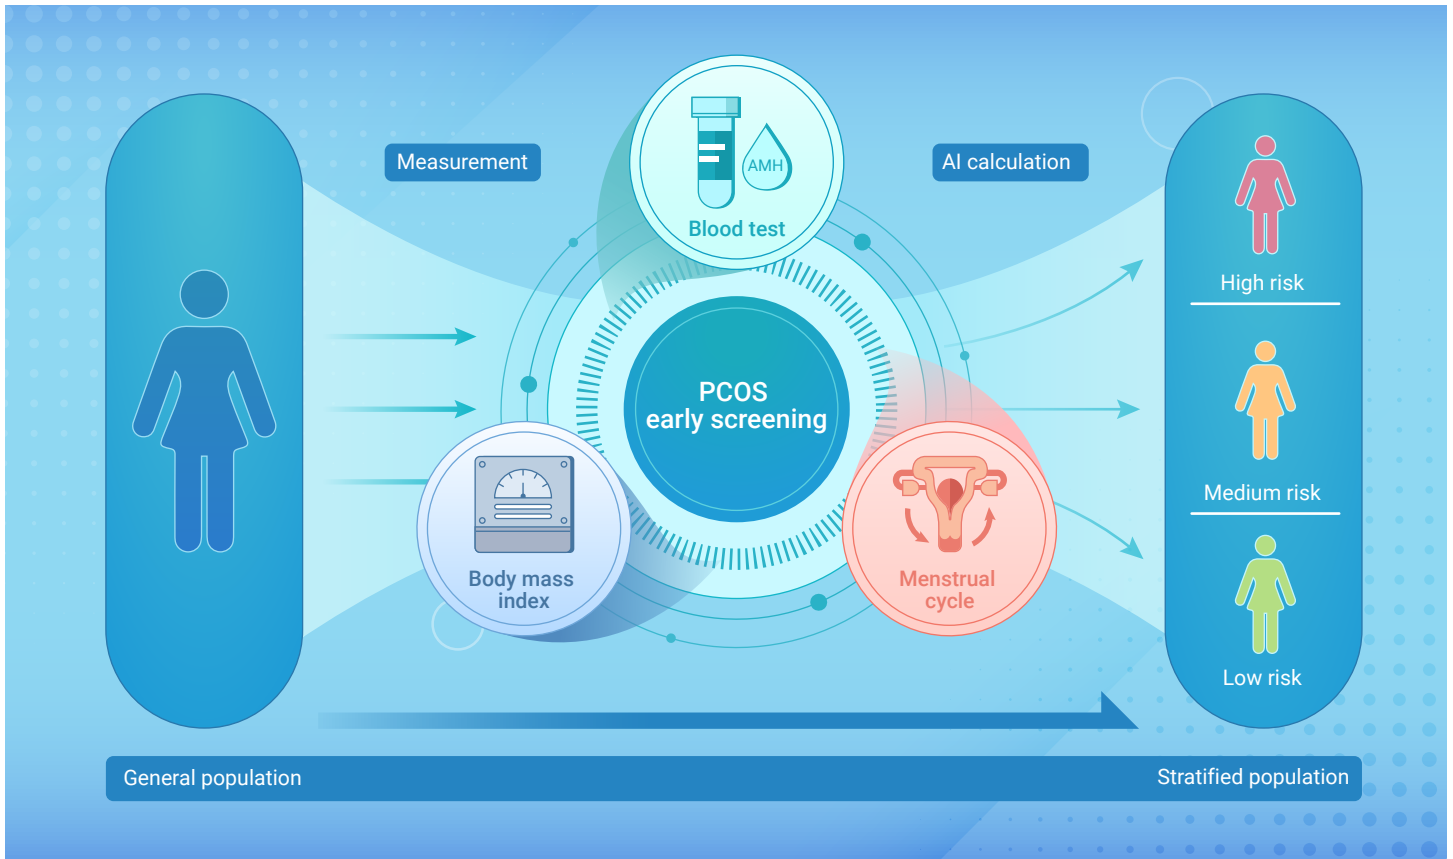 Measurement
AMH
Blood test
AI calculation
PCOS
early screening
Body mass
index
Menstrual
cycle
High risk
Medium risk
Low risk
General population
Stratified population